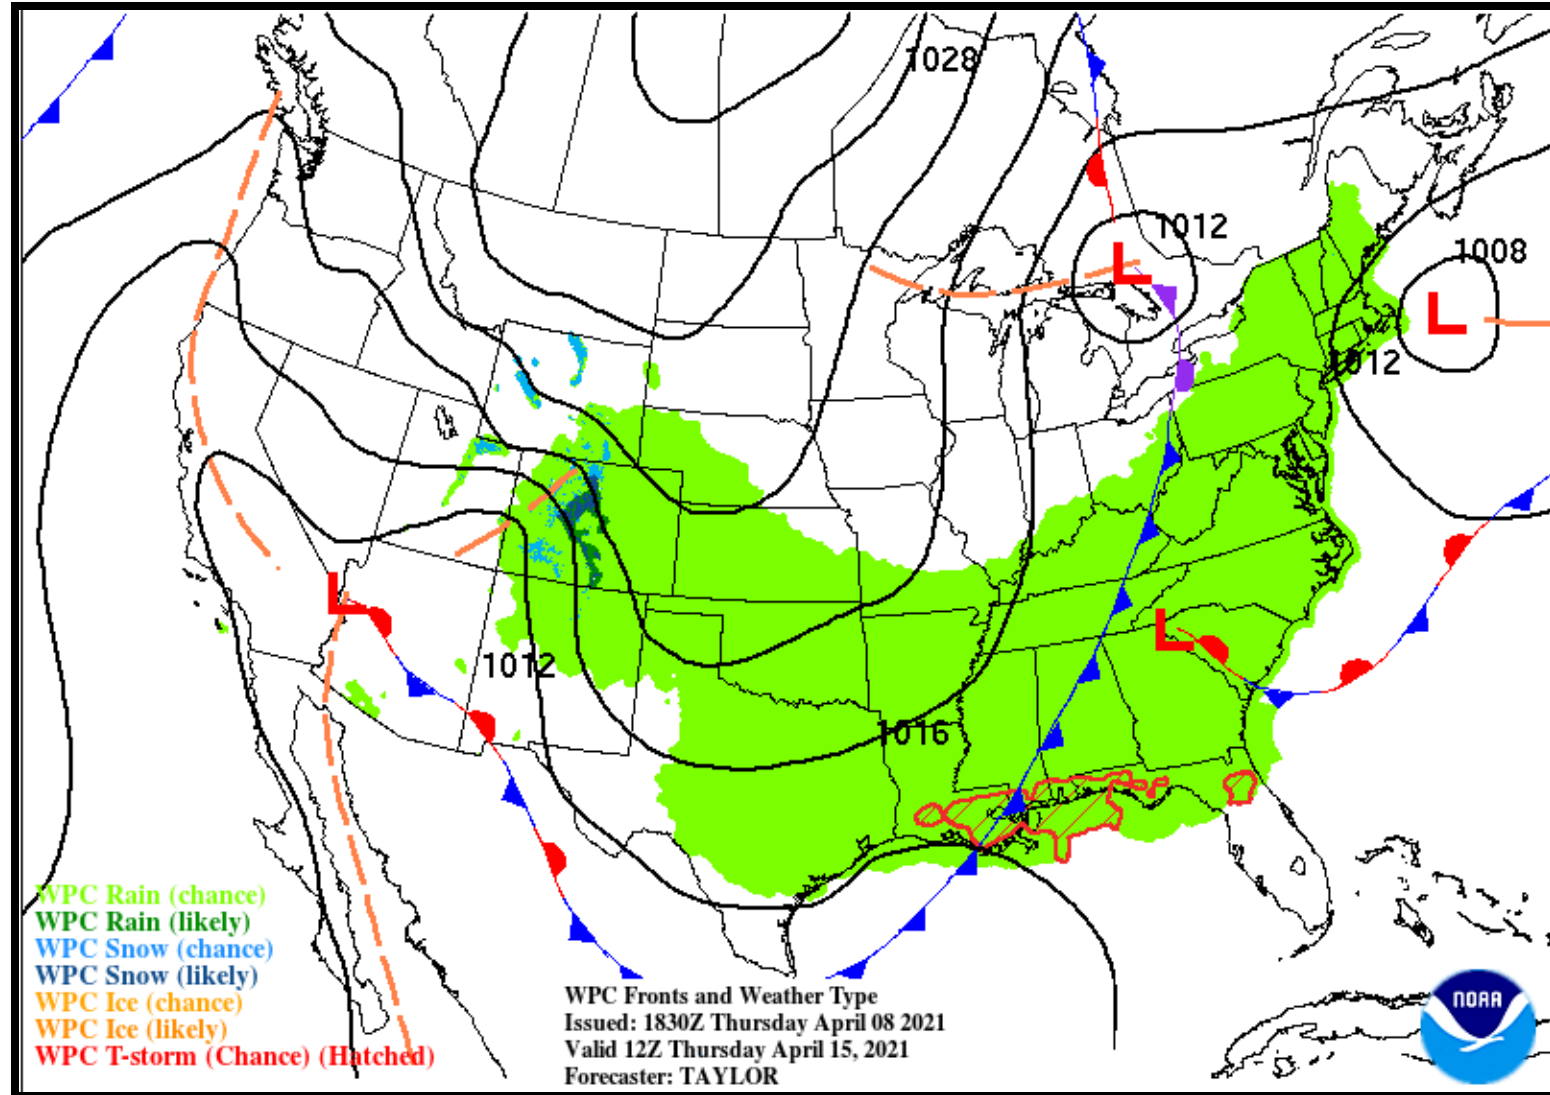 1028
1012
1008
1012
1012
1016
WPC Rain (chance)
WPC Rain (likely)
WPC Snow (chance)
WPC Snow (likely)
WPC Ice (chance)
WPC Ice (likely)
WPC T-storm (Chance) (Hatched)
L
L
L
L
WPC Fronts and Weather Type
Issued: 1830Z Thursday April 08 2021
Valid 12Z Thursday April 15, 2021
Forecaster: TAYLOR
NOAA